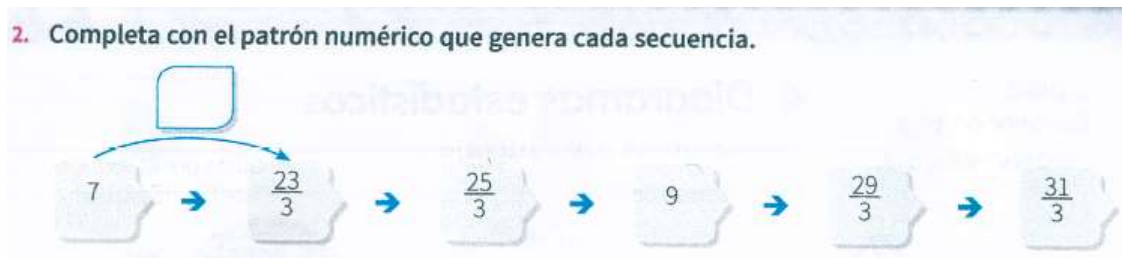 2. Completa con el patrón numérico que genera cada secuencia.
7 → 23/3 → 25/3 → 9 → 29/3 → 31/3